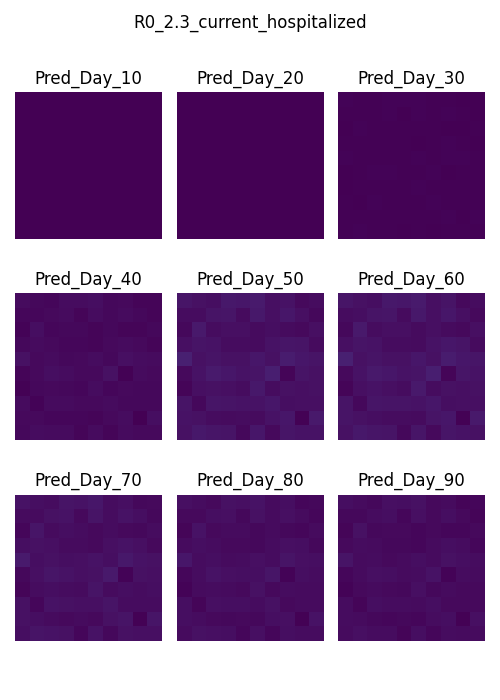 R0_2.3_current_hospitalized
Pred_Day_10 Pred_Day_20 Pred_Day_30
Pred_Day_40 Pred_Day_50 Pred_Day_60
Pred_Day_70 Pred_Day_80 Pred_Day_90